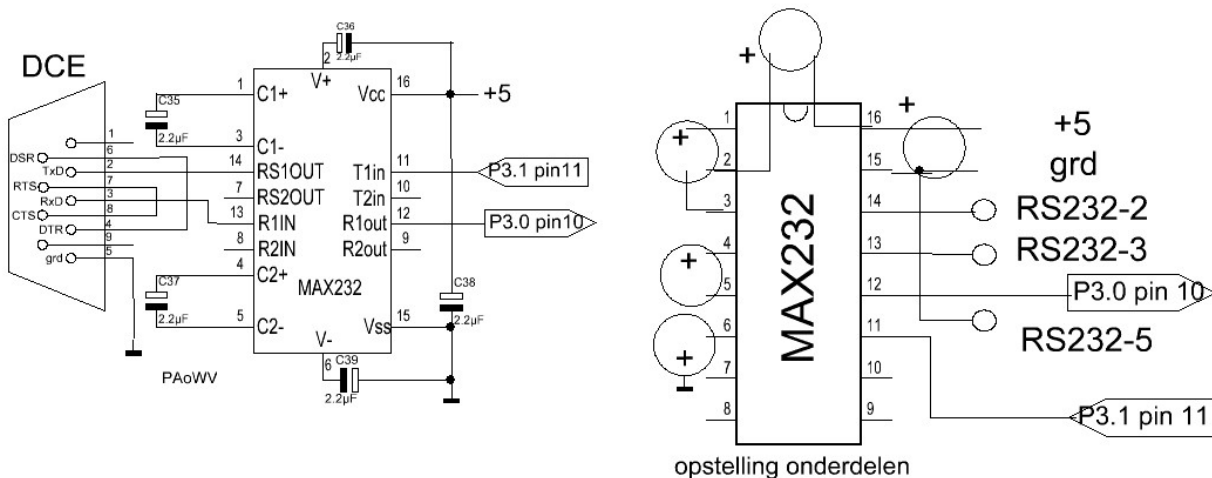 DCE
1
6
DSR
2
TxD
7
RTS
3
RxD
8
CTS
4
DTR
9
5
grd
C35
2.2µF
C37
2.2µF
C36
2.2µF
2
V+
1
C1+
3
C1-
14
RS1OUT
7
RS2OUT
13
R1IN
8
R2IN
4
C2+
5
C2-
MAX232
V-
6
C39
2.2µF
16
Vcc
+5
11
T1in
P3.1 pin11
10
T2in
12
R1out
P3.0 pin10
9
R2out
C38
2.2µF
15
Vss
PAoWV
+
+
+
+
+
1
2
3
4
5
6
7
8
MAX232
16
15
14
13
12
11
10
9
+5
grd
RS232-2
RS232-3
P3.0 pin 10
RS232-5
P3.1 pin 11
opstelling onderdelen